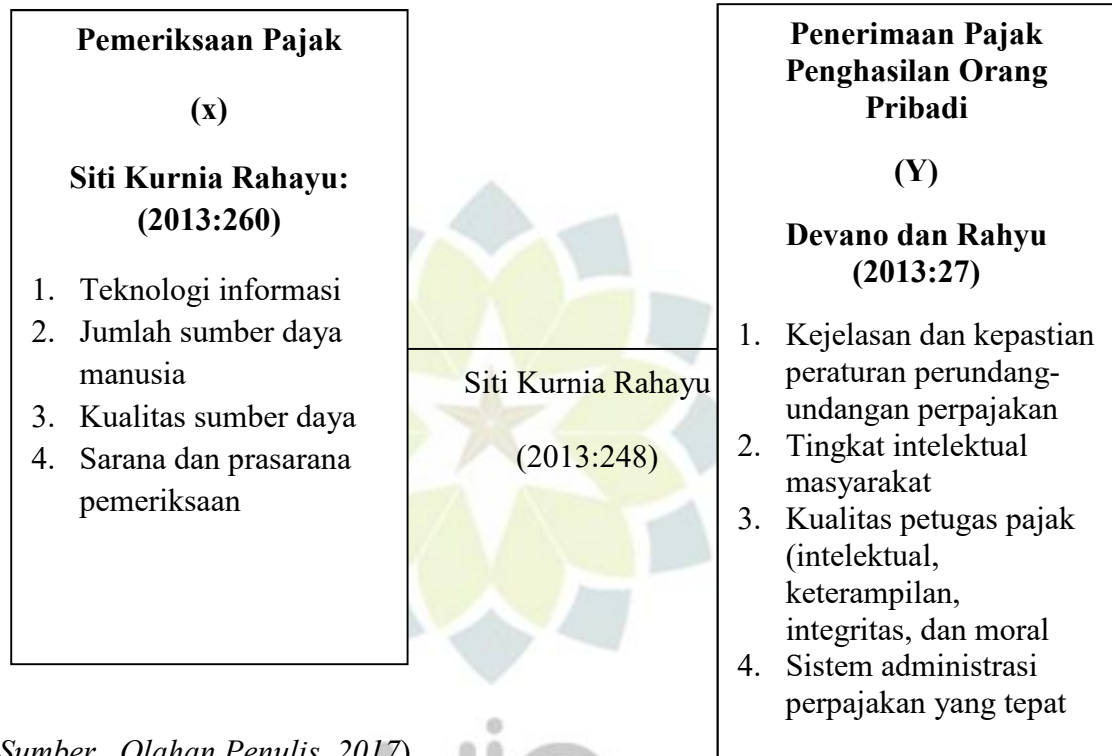 Pemeriksaan Pajak
(x)
Siti Kurnia Rahayu:
(2013:260)
1. Teknologi informasi
2. Jumlah sumber daya
manusia
3. Kualitas sumber daya
4. Sarana dan prasarana
pemeriksaan
Siti Kurnia Rahayu
(2013:248)
Penerimaan Pajak
Penghasilan Orang
Pribadi
(Y)
Devano dan Rahyu
(2013:27)
1. Kejelasan dan kepastian
peraturan perundang-
undangan perpajakan
2. Tingkat intelektual
masyarakat
3. Kualitas petugas pajak
(intelektual,
keterampilan,
integritas, dan moral
4. Sistem administrasi
perpajakan yang tepat
Sumber Olahan Penulis 2017)